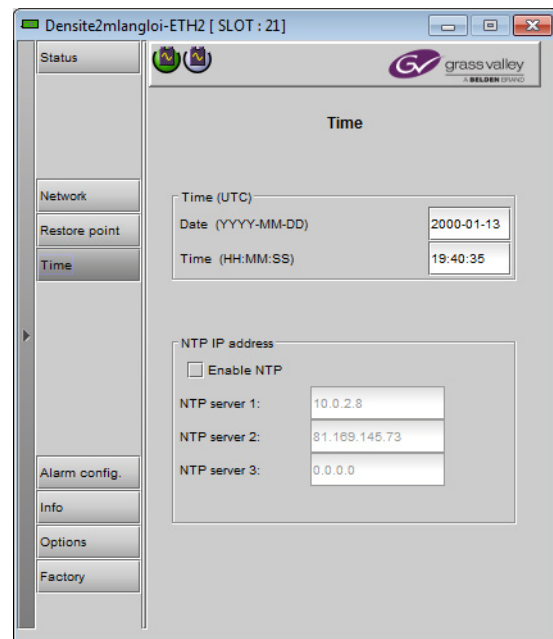 Densite2mlangloi-ETH2 [ SLOT : 21]
Status
grass valley
A BELDEN BRAND
Time
Network
Restore point
Time
Time (UTC)
Date (YYYY-MM-DD) 2000-01-13
Time (HH:MM:SS) 19:40:35
NTP IP address
Enable NTP
NTP server 1: 10.0.2.8
NTP server 2: 81.169.145.73
NTP server 3: 0.0.0.0
Alarm config.
Info
Options
Factory